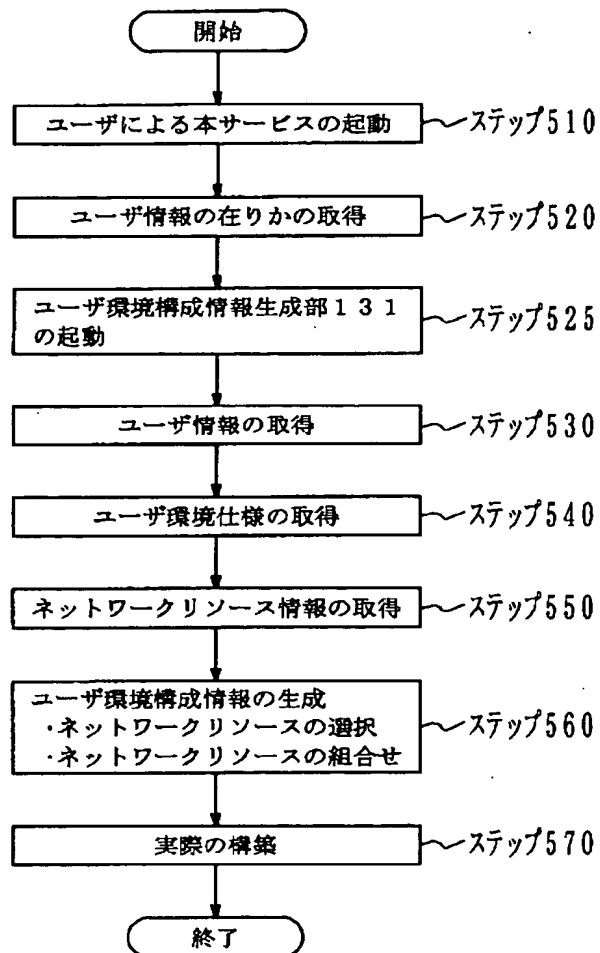 開始
ユーザによる本サービスの起動
ステップ510
ユーザ情報の在りかの取得
ステップ520
ユーザ環境構成情報生成部131
の起動
ステップ525
ユーザ情報の取得
ステップ530
ユーザ環境仕様の取得
ステップ540
ネットワークリソース情報の取得
ステップ550
ユーザ環境構成情報の生成
・ネットワークリソースの選択
・ネットワークリソースの組合せ
ステップ560
実際の構築
ステップ570
終了